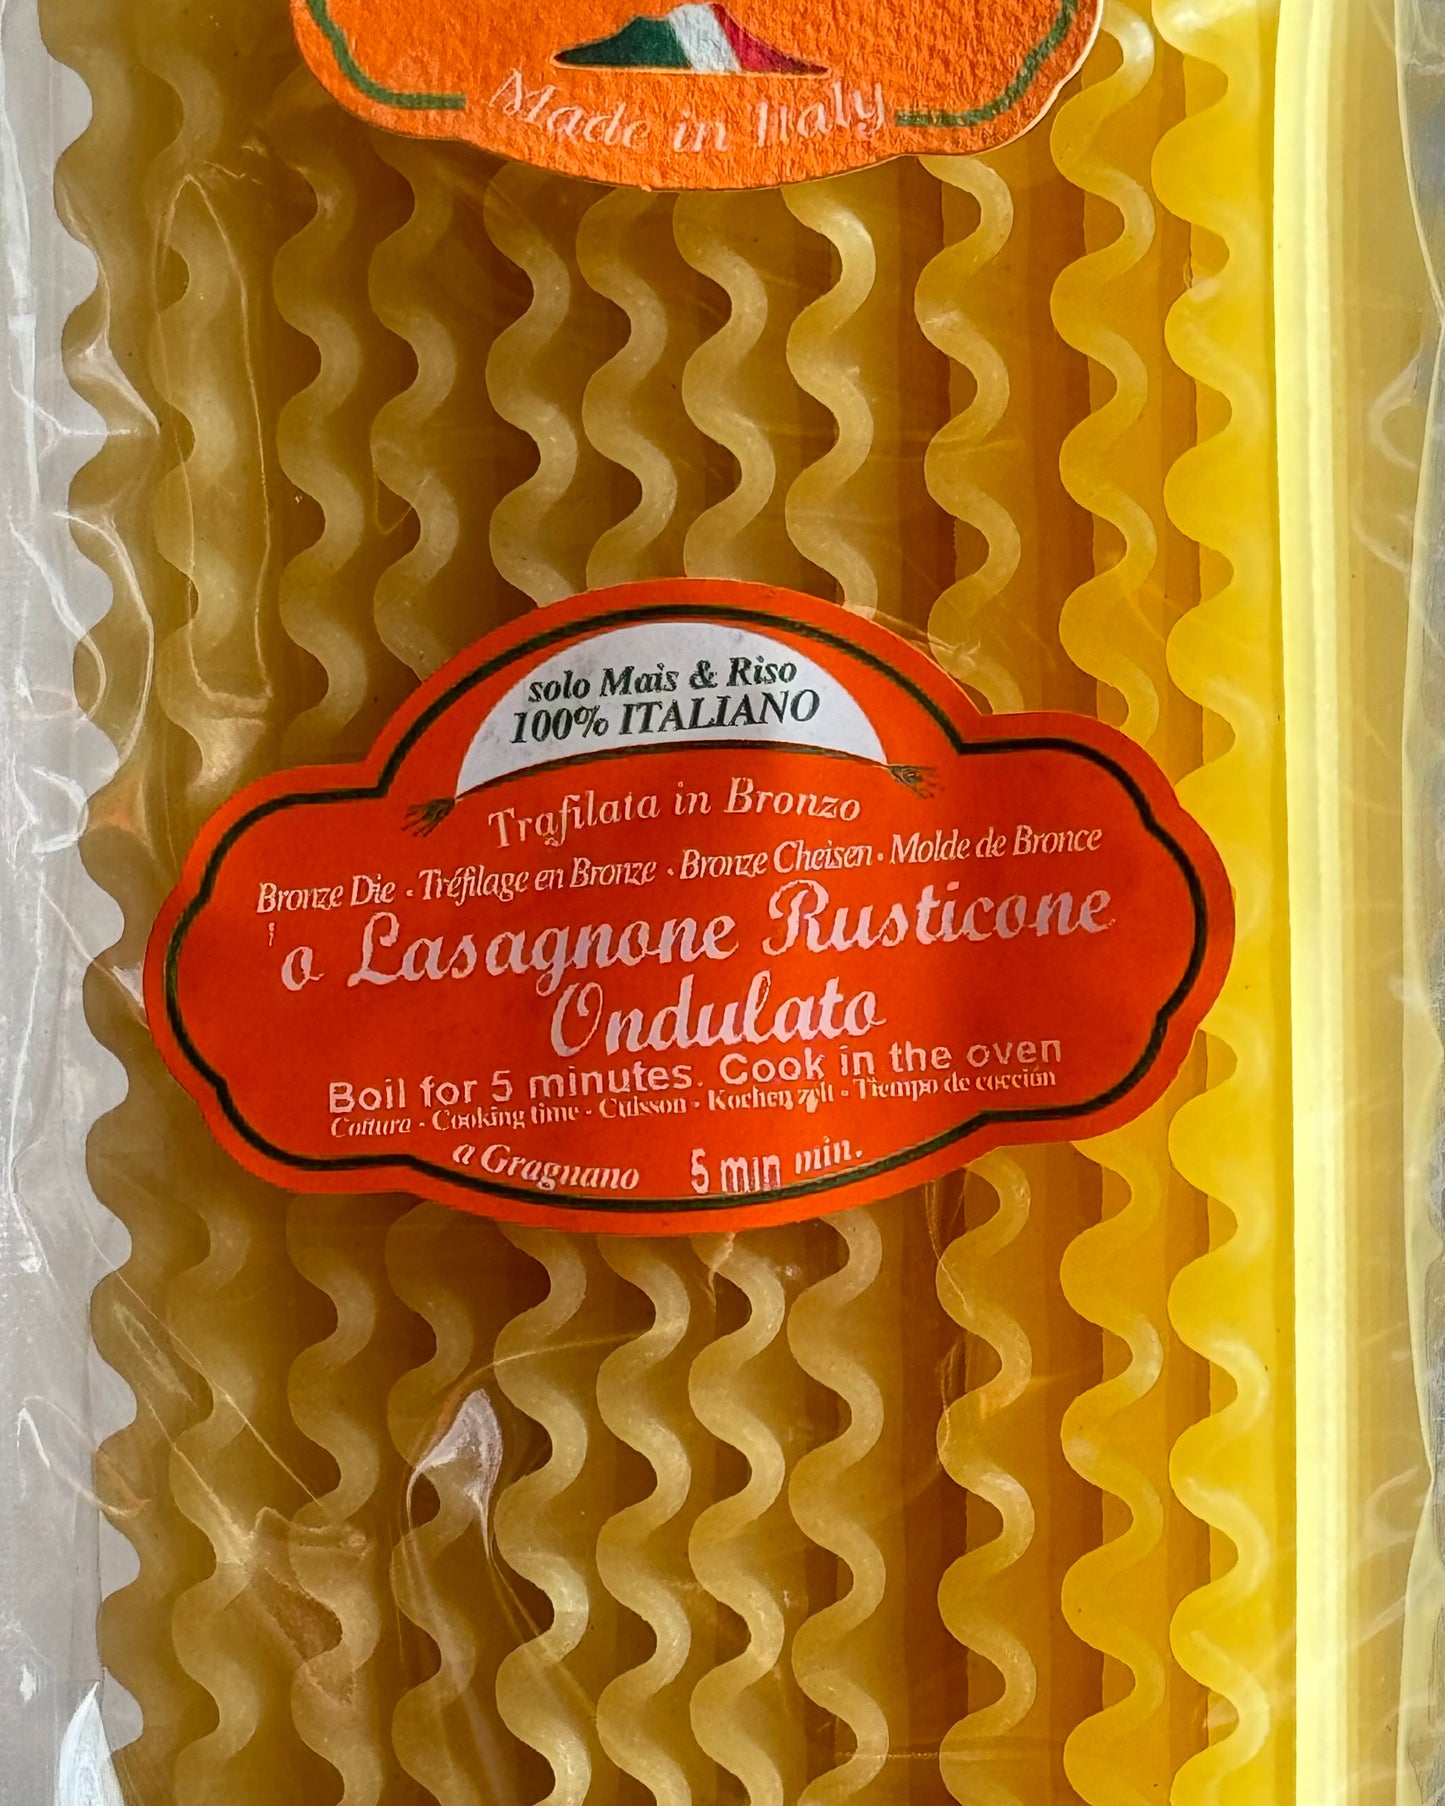 Made in Italy
solo Mais & Riso
100% ITALIANO
Trafilata in Bronzo
Bronze Die • Tréfilage en Bronze • Bronze Cheisen • Molde de Bronce
'o Lasagnone Rusticone
Ondulato
Boil for 5 minutes. Cook in the oven
Cottura - Cooking time - Cuisson - Kochen zeit - Tiempo de cocción
a Gragnano 5 min min.